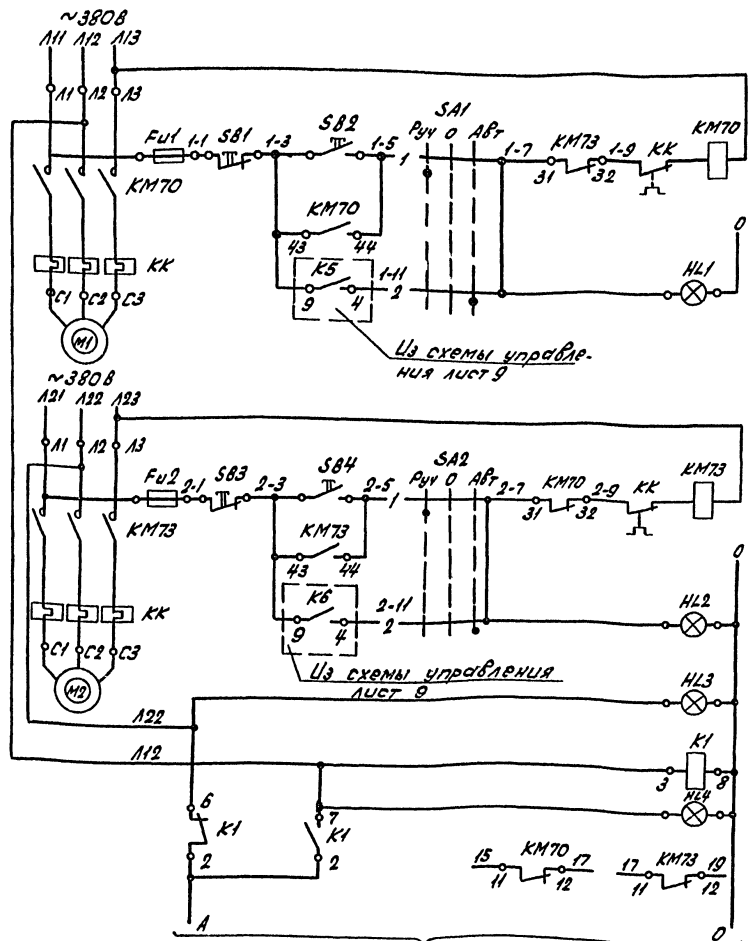 ~380В
Л11 Л12 Л13
Л1 Л2 Л3
Fu1 1-1 SB1 1-3 SB2 1-5 1
SA1
Руч 0 Авт
1-7 КМ73 1-9 КК КМ70
31 32
КМ70
КМ70
43 44
0
КК
К5 1-11
9 4 2
HL1
С1 С2 С3
М1
Из схемы управле-
ния лист 9
~380В
Л21 Л22 Л23
Л1 Л2 Л3
Fu2 2-1 SB3 2-3 SB4 2-5 1
SA2
Руч 0 Авт
2-7 КМ70 2-9 КК КМ73
31 32
КМ73
КМ73
43 44
0
КК
К6 2-11
9 4 2
HL2
С1 С2 С3
М2
Из схемы управления
лист 9
HL3
Л22
Л12
К1
3 8
HL4
6 К1
2
7 К1
2
15 КМ70 17
11 12
17 КМ73 19
11 12
А
0